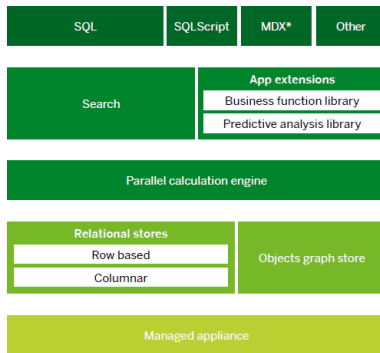 SQL
SQLScript
MDX*
Other
Search
App extensions
Business function library
Predictive analysis library
Parallel calculation engine
Relational stores
Row based
Columnar
Objects graph store
Managed appliance